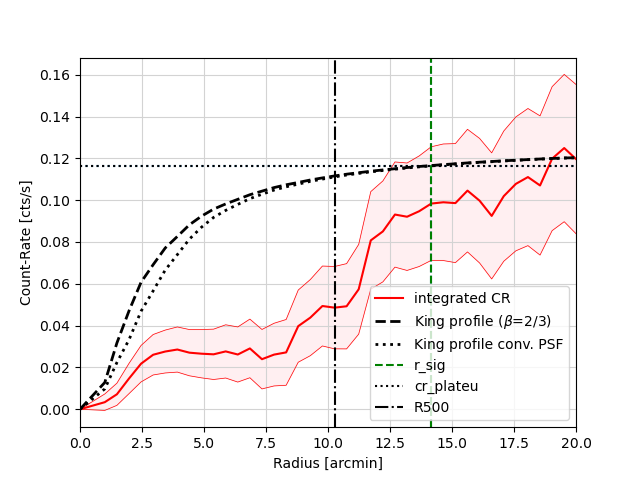 0.16
0.14
0.12
0.10
0.08
0.06
0.04
0.02
0.00
Count-Rate [cts/s]
integrated CR
King profile (β=2/3)
King profile conv. PSF
r_sig
cr_plateu
R500
0.0 2.5 5.0 7.5 10.0 12.5 15.0 17.5 20.0
Radius [arcmin]